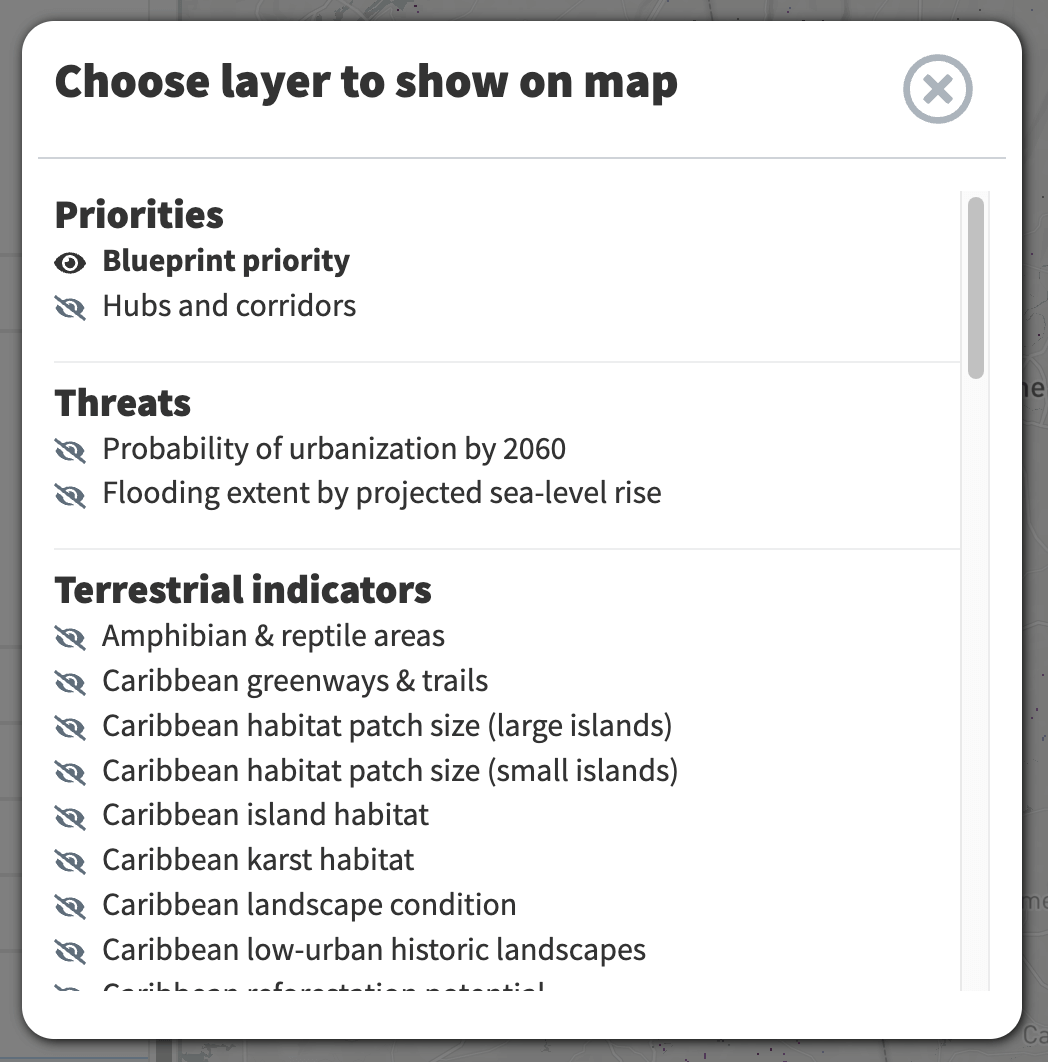 Choose layer to show on map
Priorities
Blueprint priority
Hubs and corridors
Threats
Probability of urbanization by 2060
Flooding extent by projected sea-level rise
Terrestrial indicators
Amphibian & reptile areas
Caribbean greenways & trails
Caribbean habitat patch size (large islands)
Caribbean habitat patch size (small islands)
Caribbean island habitat
Caribbean karst habitat
Caribbean landscape condition
Caribbean low-urban historic landscapes
Caribbean reforestation potential